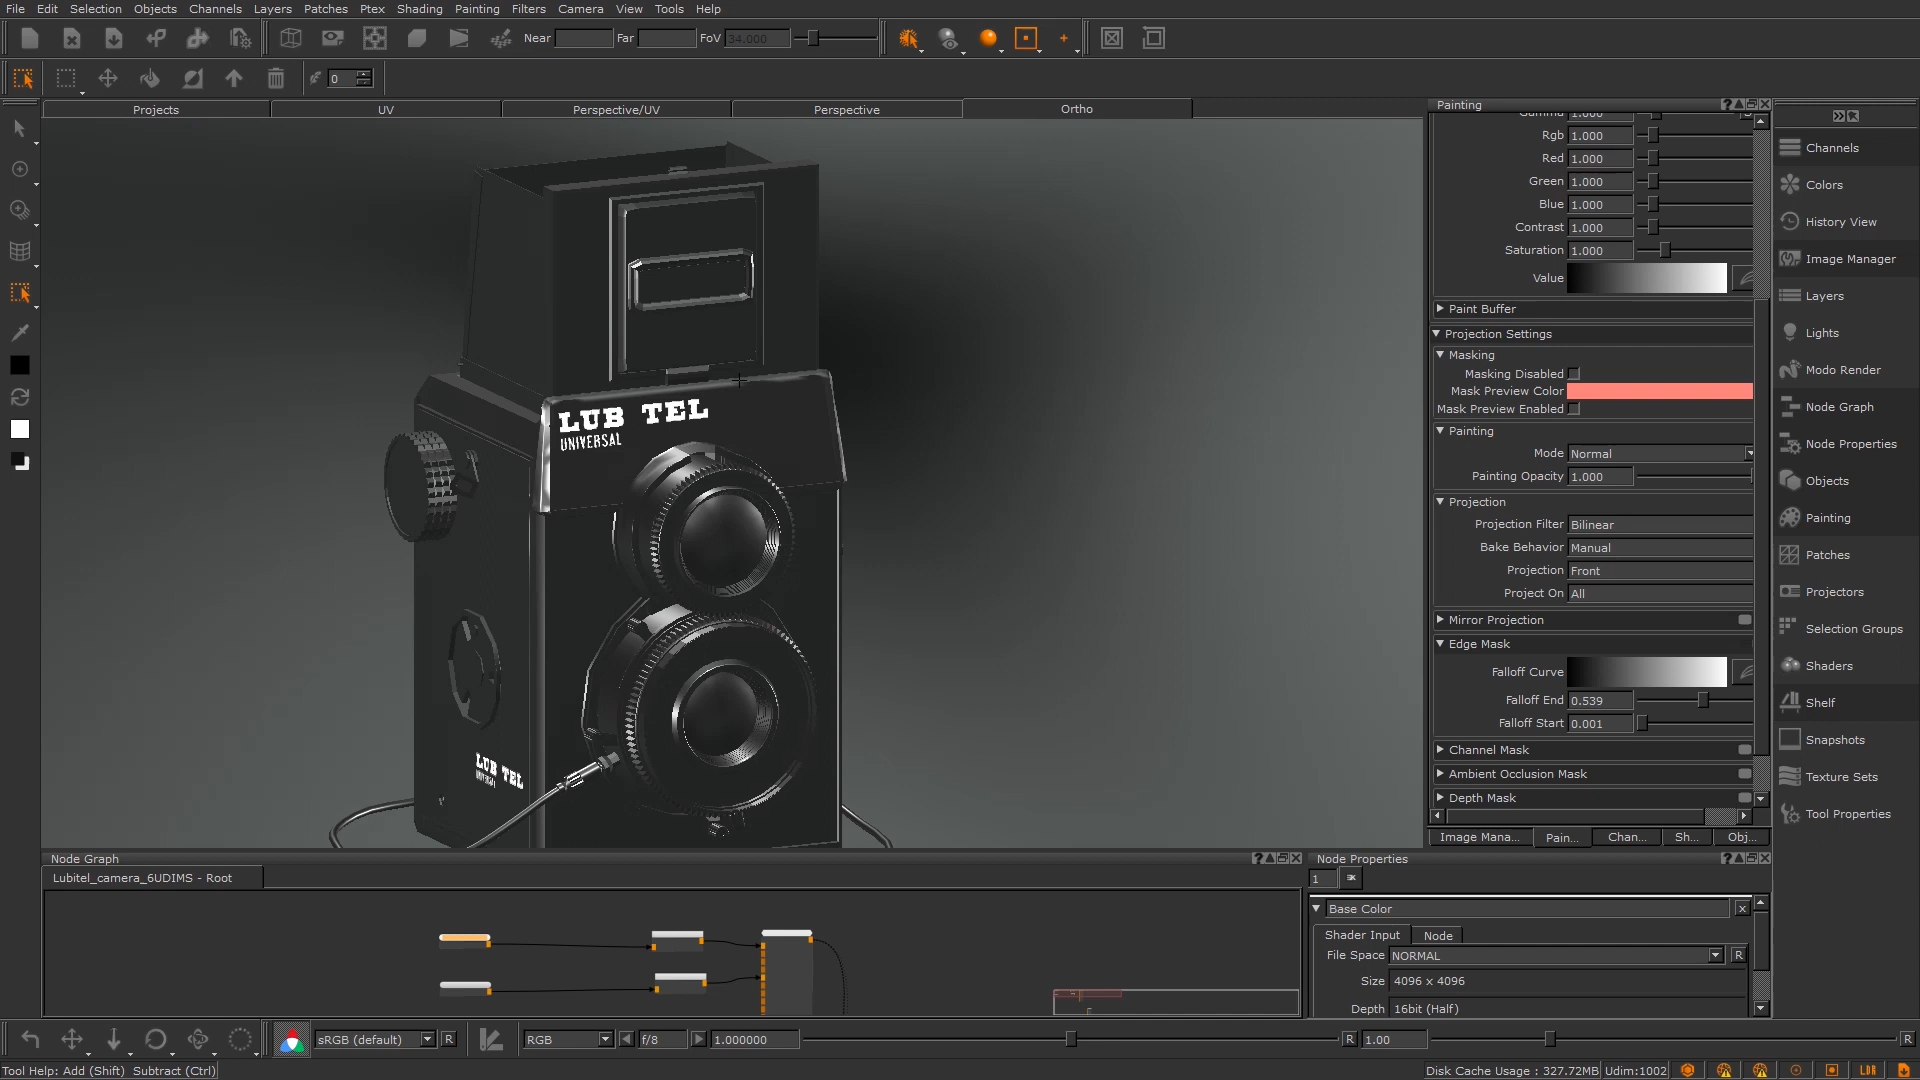 File Edit Selection Objects Channels Layers Patches Ptex Shading Painting Filters Camera View Tools Help
Near Far FoV 34.000
0
Projects UV Perspective/UV Perspective Ortho
Painting
Gamma 1.000
Rgb 1.000
Red 1.000
Green 1.000
Blue 1.000
Contrast 1.000
Saturation 1.000
Value
Paint Buffer
Projection Settings
Masking
Masking Disabled
Mask Preview Color
Mask Preview Enabled
Painting
Mode Normal
Painting Opacity 1.000
Projection
Projection Filter Bilinear
Bake Behavior Manual
Projection Front
Project On All
Mirror Projection
Edge Mask
Falloff Curve
Falloff End 0.539
Falloff Start 0.001
Channel Mask
Ambient Occlusion Mask
Depth Mask
Image Mana... Pain... Chan... Sh... Obj...
Channels
Colors
History View
Image Manager
Layers
Lights
Modo Render
Node Graph
Node Properties
Objects
Painting
Patches
Projectors
Selection Groups
Shaders
Shelf
Snapshots
Texture Sets
Tool Properties
LUB TEL
UNIVERSAL
LUB TEL
UNIVERSAL
Node Graph
Lubitel_camera_6UDIMS - Root
Node Properties
1
Base Color
Shader Input Node
File Space NORMAL R
Size 4096 x 4096
Depth 16bit (Half)
sRGB (default) R RGB f/8 1.000000 R 1.00 R
Tool Help: Add (Shift) Subtract (Ctrl)
Disk Cache Usage : 327.72MB Udim:1002 LDR